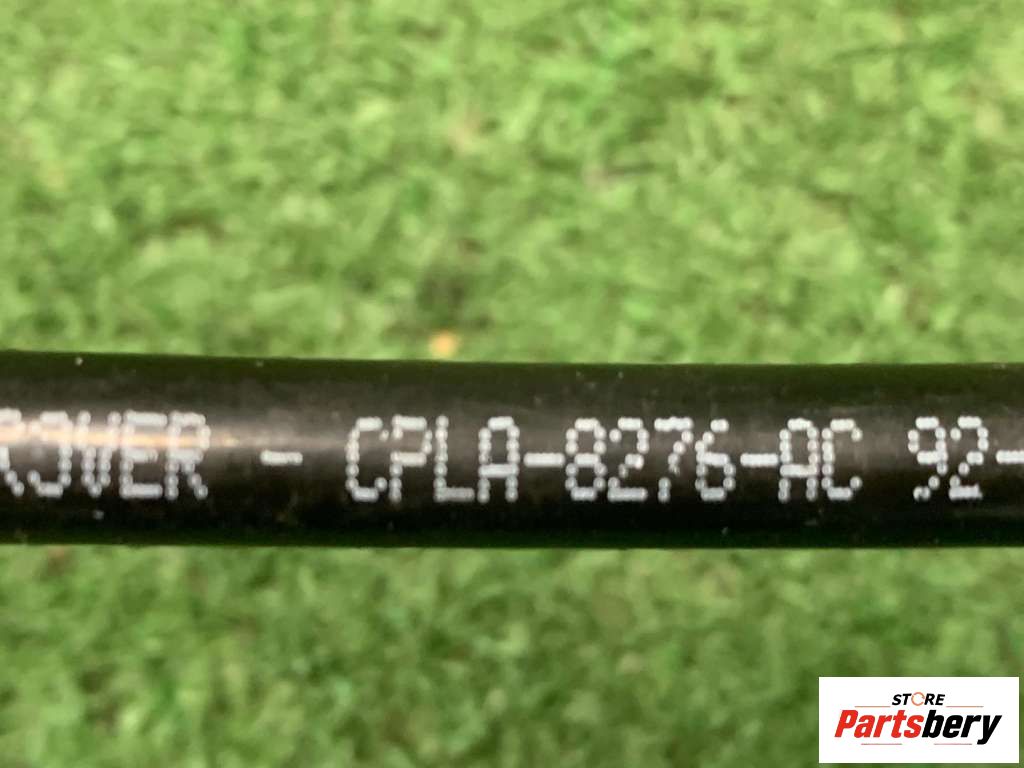 ROVER - CPLA-8276-AC 92-
STORE
Partsbery